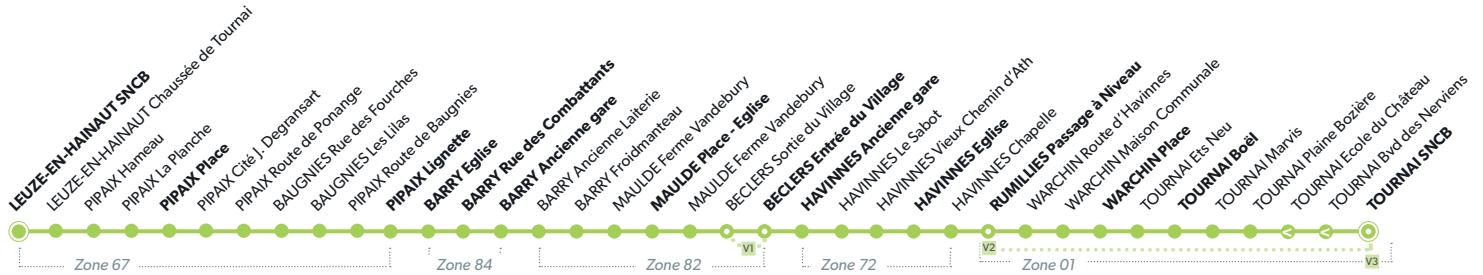 LEUZE-EN-HAINAUT SNCB
LEUZE-EN-HAINAUT Chaussée de Tournai
PIPAIX Hameau
PIPAIX La Planche
PIPAIX Place
PIPAIX Cité J. Degransart
PIPAIX Route de Ponange
BAUGNIES Rue des Fourches
BAUGNIES Les Lilas
PIPAIX Route de Baugnies
PIPAIX Lignette
BARRY Eglise
BARRY Rue des Combattants
BARRY Ancienne gare
BARRY Ancienne Laiterie
BARRY Froidmanteau
MAULDE Ferme Vandebury
MAULDE Place - Eglise
MAULDE Ferme Vandebury
BECLERS Sortie du Village
BECLERS Entrée du Village
HAVINNES Ancienne gare
HAVINNES Le Sabot
HAVINNES Vieux Chemin d'Ath
HAVINNES Eglise
HAVINNES Chapelle
RUMILLIES Passage à Niveau
WARCHIN Route d'Havinnes
WARCHIN Maison Communale
WARCHIN Place
TOURNAI Ets Neu
TOURNAI Boël
TOURNAI Marvis
TOURNAI Plaine Bozière
TOURNAI Ecole du Château
TOURNAI Bvd des Nerviens
TOURNAI SNCB
V1
V2
V3
Zone 67
Zone 84
Zone 82
Zone 72
Zone 01